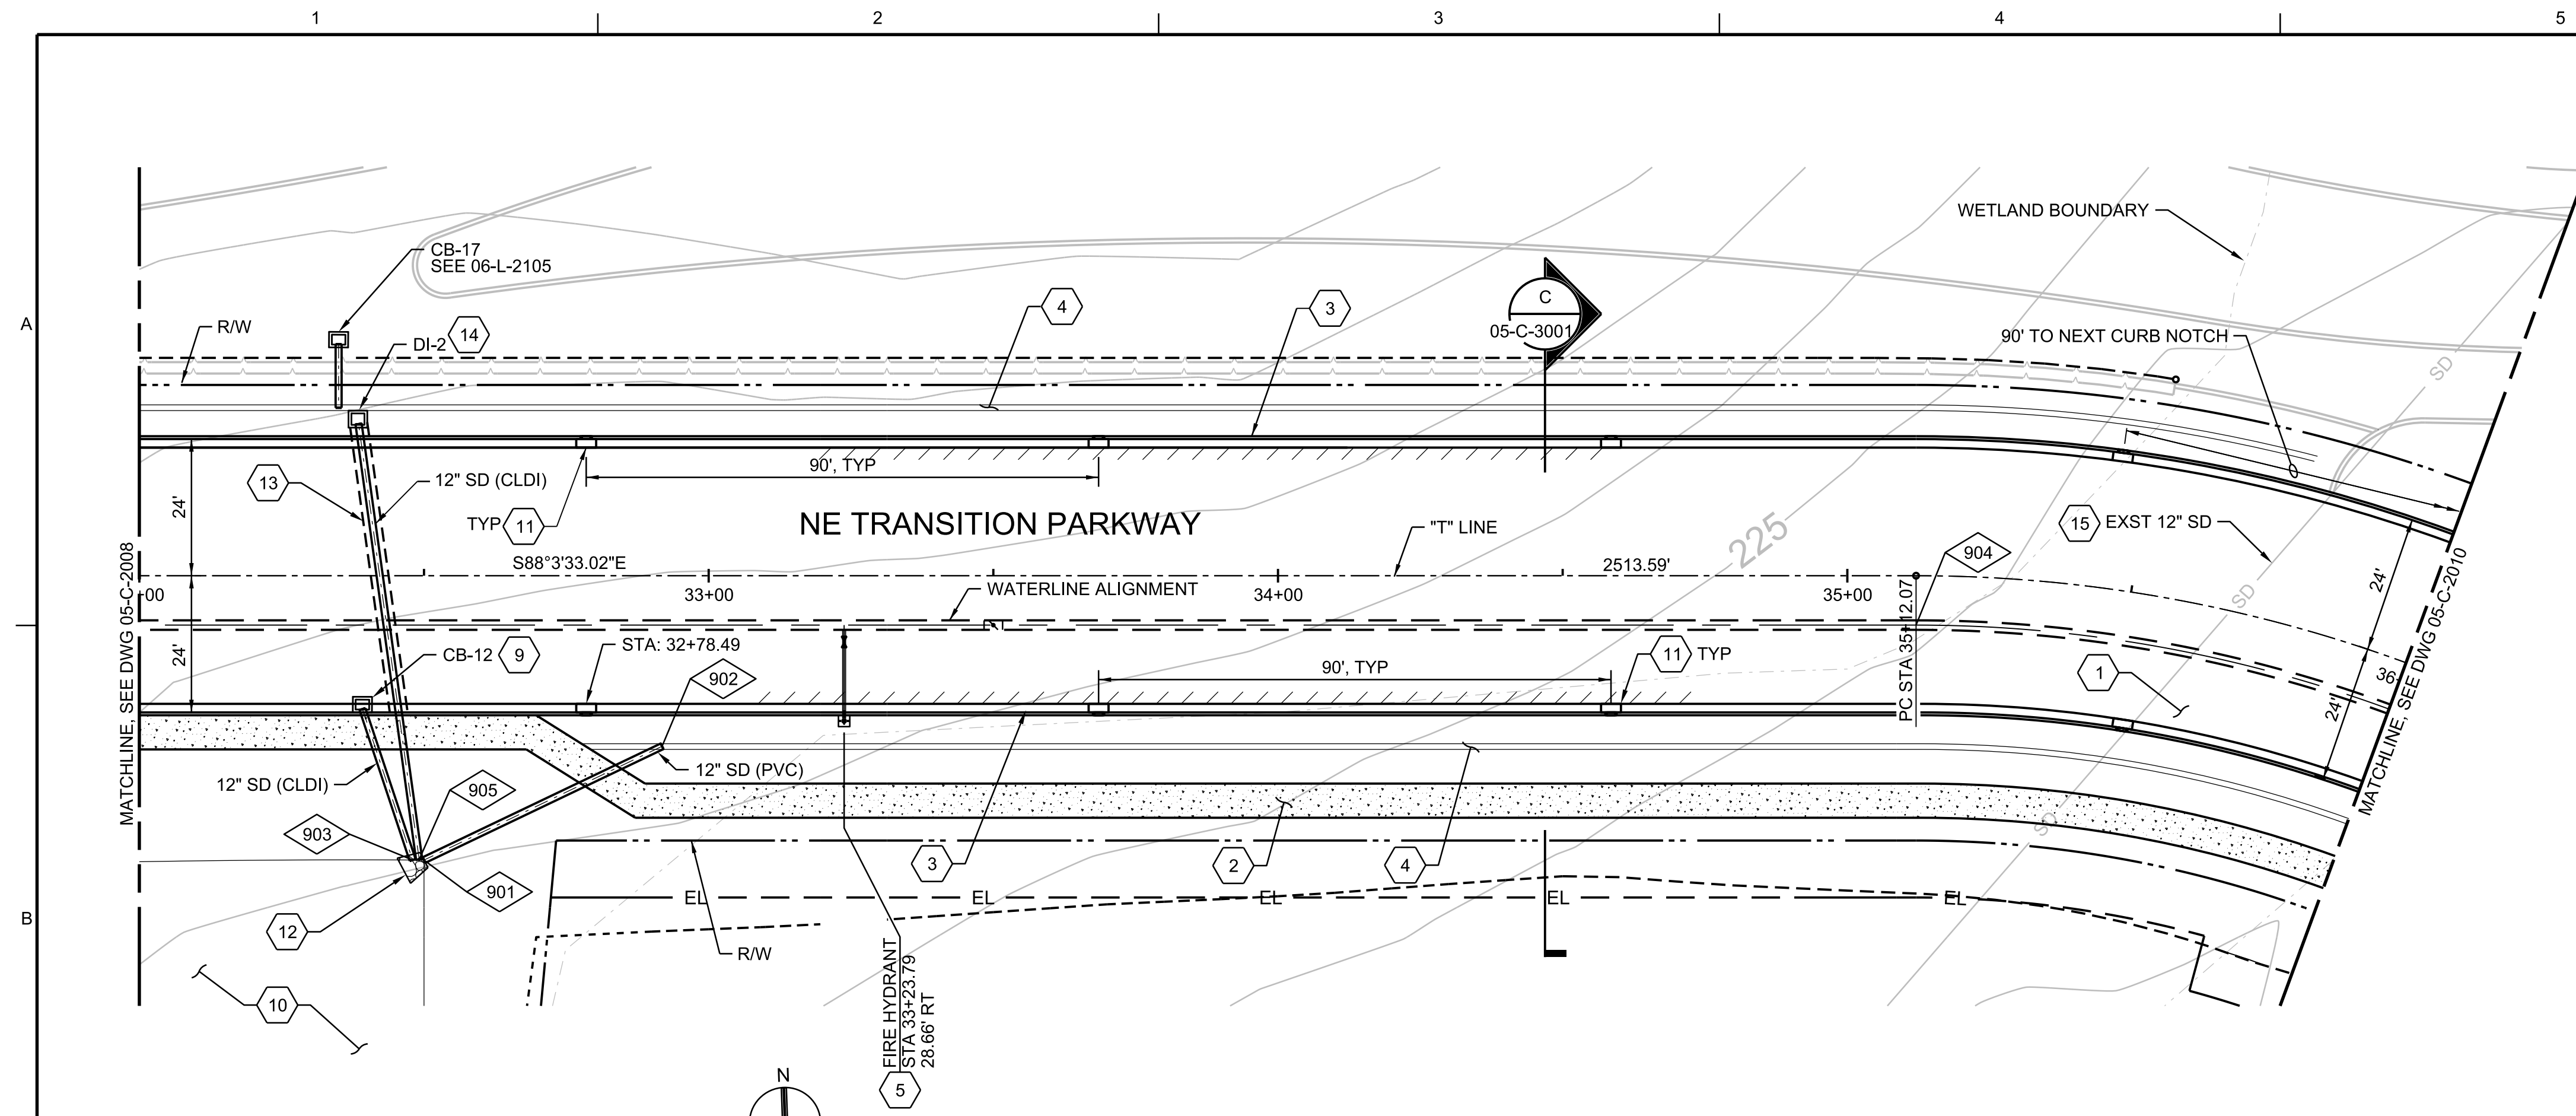 1
2
3
4
5
A
B
WETLAND BOUNDARY
CB-17
SEE 06-L-2105
4
3
C
05-C-3001
R/W
DI-2
14
90' TO NEXT CURB NOTCH
SD
90', TYP
13
12" SD (CLDI)
24'
TYP
11
NE TRANSITION PARKWAY
"T" LINE
225
15
EXST 12" SD
904
S88°3'33.02"E
2513.59'
MATCHLINE, SEE DWG 05-C-2008
+00
33+00
34+00
35+00
WATERLINE ALIGNMENT
PC STA 35+12.07
SD
24'
MATCHLINE, SEE DWG 05-C-2010
24'
CB-12
9
STA: 32+78.49
902
90', TYP
11
TYP
1
36
24'
12" SD (PVC)
12" SD (CLDI)
905
903
SD
3
2
4
901
EL
EL
EL
EL
EL
12
R/W
10
FIRE HYDRANT
STA 33+23.79
28.66' RT
5
N